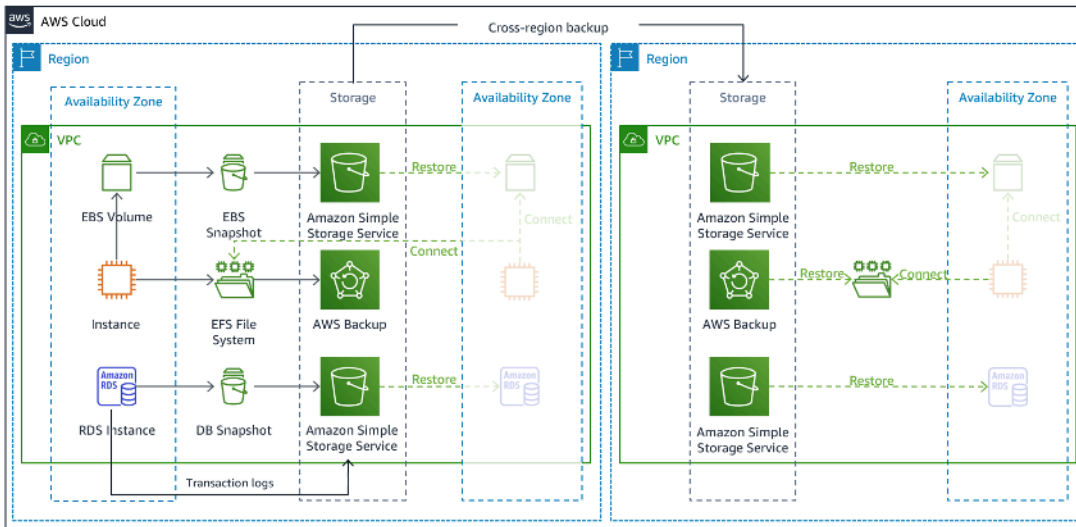 aws
AWS Cloud
Cross-region backup
Region
Region
Availability Zone
Storage
Availability Zone
Storage
Availability Zone
VPC
VPC
Restore
Restore
EBS Volume
EBS
Snapshot
Amazon Simple
Storage Service
Connect
Amazon Simple
Storage Service
Connect
Connect
Restore
Connect
Instance
EFS File
System
AWS Backup
AWS Backup
Amazon
RDS
Restore
Amazon
RDS
Restore
Amazon
RDS
RDS Instance
DB Snapshot
Amazon Simple
Storage Service
Amazon Simple
Storage Service
Transaction logs